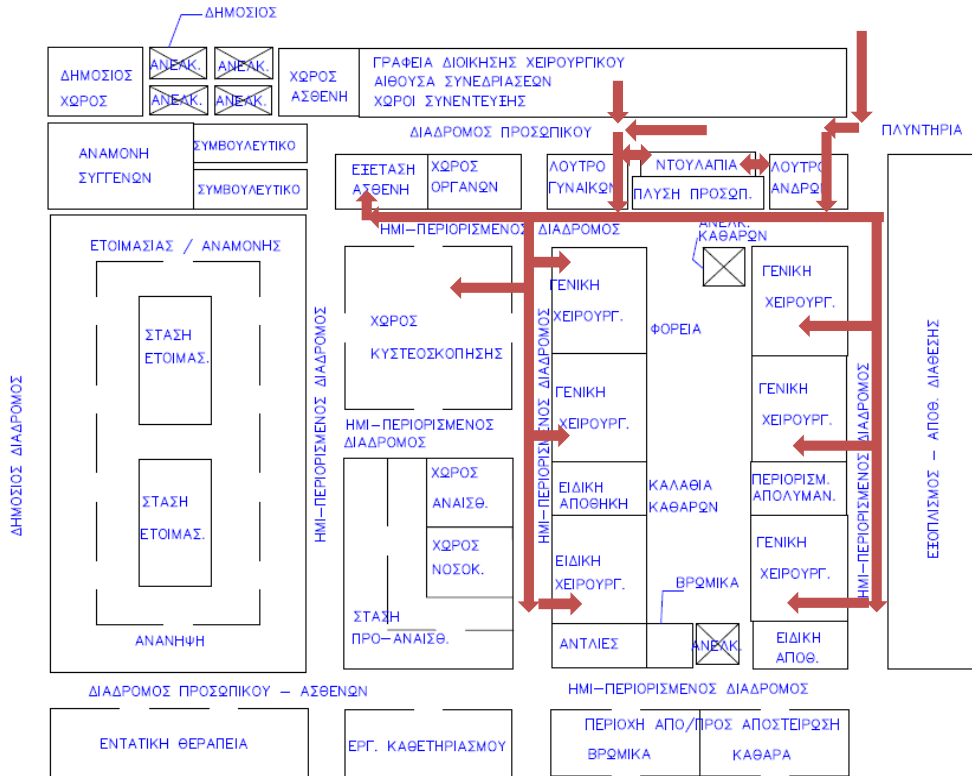 ΔΗΜΟΣΙΟΣ
ΔΗΜΟΣΙΟΣ
ΧΩΡΟΣ
ΑΝΕΛΚ.
ΑΝΕΛΚ.
ΑΝΕΛΚ.
ΑΝΕΛΚ.
ΧΩΡΟΣ
ΑΣΘΕΝΗ
ΓΡΑΦΕΙΑ ΔΙΟΙΚΗΣΗΣ ΧΕΙΡΟΥΡΓΙΚΟΥ
ΑΙΘΟΥΣΑ ΣΥΝΕΔΡΙΑΣΕΩΝ
ΧΩΡΟΙ ΣΥΝΕΝΤΕΥΞΗΣ
ΔΙΑΔΡΟΜΟΣ ΠΡΟΣΩΠΙΚΟΥ
ΠΛΥΝΤΗΡΙΑ
ΑΝΑΜΟΝΗ
ΣΥΓΓΕΝΩΝ
ΣΥΜΒΟΥΛΕΥΤΙΚΟ
ΣΥΜΒΟΥΛΕΥΤΙΚΟ
ΕΞΕΤΑΣΗ
ΑΣΘΕΝΗ
ΧΩΡΟΣ
ΟΡΓΑΝΩΝ
ΛΟΥΤΡΟ
ΓΥΝΑΙΚΩΝ
ΝΤΟΥΛΑΠΙΑ
ΠΛΥΣΗ ΠΡΟΣΩΠ.
ΛΟΥΤΡΟ
ΑΝΔΡΩΝ
ΗΜΙ-ΠΕΡΙΟΡΙΣΜΕΝΟΣ ΔΙΑΔΡΟΜΟΣ
ΑΝΕΛΚ.
ΚΑΘΑΡΩΝ
ΕΤΟΙΜΑΣΙΑΣ / ΑΝΑΜΟΝΗΣ
ΣΤΑΣΗ
ΕΤΟΙΜΑΣ.
ΣΤΑΣΗ
ΕΤΟΙΜΑΣ.
ΑΝΑΝΗΨΗ
ΔΗΜΟΣΙΟΣ ΔΙΑΔΡΟΜΟΣ
ΗΜΙ-ΠΕΡΙΟΡΙΣΜΕΝΟΣ ΔΙΑΔΡΟΜΟΣ
ΧΩΡΟΣ
ΚΥΣΤΕΟΣΚΟΠΗΣΗΣ
ΗΜΙ-ΠΕΡΙΟΡΙΣΜΕΝΟΣ
ΔΙΑΔΡΟΜΟΣ
ΧΩΡΟΣ
ΑΝΑΙΣΘ.
ΧΩΡΟΣ
ΝΟΣΟΚ.
ΣΤΑΣΗ
ΠΡΟ-ΑΝΑΙΣΘ.
ΗΜΙ-ΠΕΡΙΟΡΙΣΜΕΝΟΣ ΔΙΑΔΡΟΜΟΣ
ΓΕΝΙΚΗ
ΧΕΙΡΟΥΡΓ.
ΓΕΝΙΚΗ
ΧΕΙΡΟΥΡΓ.
ΕΙΔΙΚΗ
ΑΠΟΘΗΚΗ
ΕΙΔΙΚΗ
ΧΕΙΡΟΥΡΓ.
ΑΝΤΛΙΕΣ
ΦΟΡΕΙΑ
ΚΑΛΑΘΙΑ
ΚΑΘΑΡΩΝ
ΒΡΩΜΙΚΑ
ΑΝΕΛΚ.
ΓΕΝΙΚΗ
ΧΕΙΡΟΥΡΓ.
ΓΕΝΙΚΗ
ΧΕΙΡΟΥΡΓ.
ΠΕΡΙΟΡΙΣΜ.
ΑΠΟΛΥΜΑΝ.
ΓΕΝΙΚΗ
ΧΕΙΡΟΥΡΓ.
ΕΙΔΙΚΗ
ΑΠΟΘ.
ΗΜΙ-ΠΕΡΙΟΡΙΣΜΕΝΟΣ ΔΙΑΔΡΟΜΟΣ
ΕΞΟΠΛΙΣΜΟΣ - ΑΠΟΘ. ΔΙΑΘΕΣΗΣ
ΔΙΑΔΡΟΜΟΣ ΠΡΟΣΩΠΙΚΟΥ - ΑΣΘΕΝΩΝ
ΗΜΙ-ΠΕΡΙΟΡΙΣΜΕΝΟΣ ΔΙΑΔΡΟΜΟΣ
ΕΝΤΑΤΙΚΗ ΘΕΡΑΠΕΙΑ
ΕΡΓ. ΚΑΘΕΤΗΡΙΑΣΜΟΥ
ΠΕΡΙΟΧΗ ΑΠΟ/ΠΡΟΣ ΑΠΟΣΤΕΙΡΩΣΗ
ΒΡΩΜΙΚΑ
ΚΑΘΑΡΑ